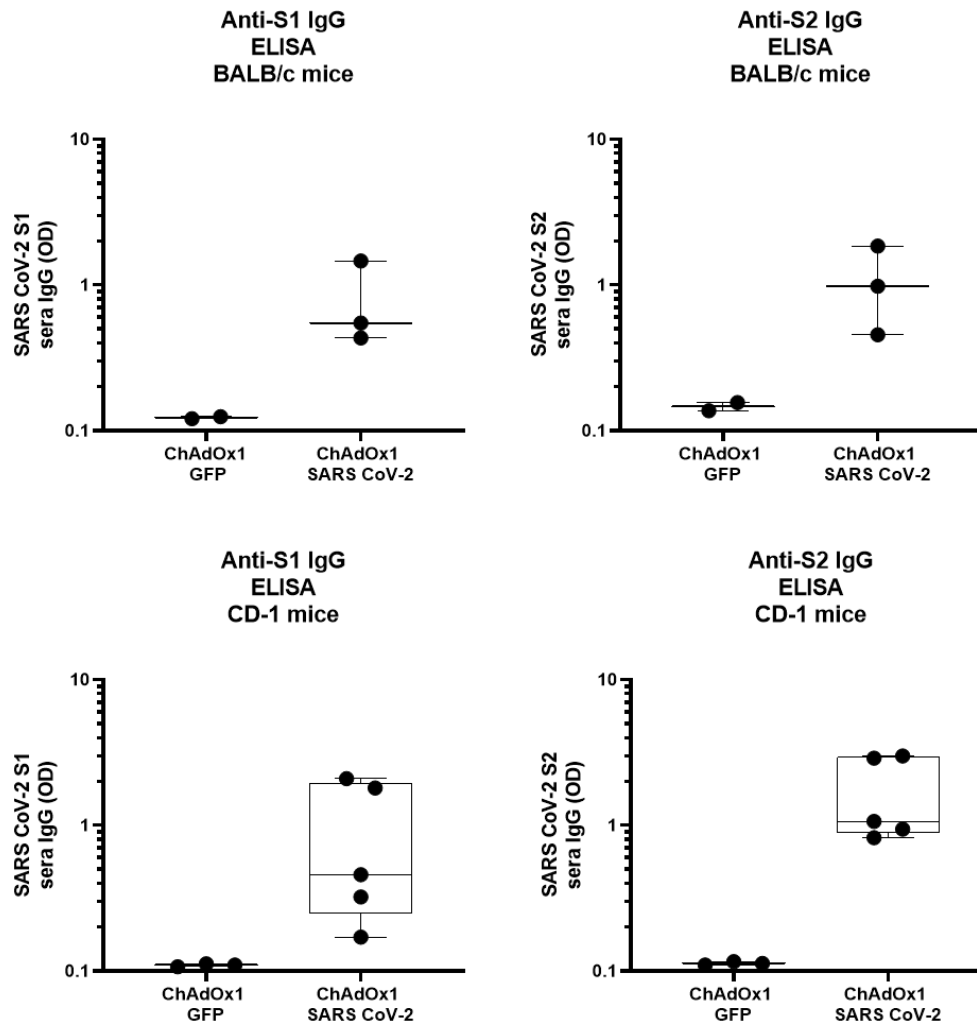 Anti-S1 IgG
ELISA
BALB/c mice
SARS CoV-2 S1
sera IgG (OD)
10
1
0.1
ChAdOx1
GFP
ChAdOx1
SARS CoV-2
Anti-S2 IgG
ELISA
BALB/c mice
SARS CoV-2 S2
sera IgG (OD)
10
1
0.1
ChAdOx1
GFP
ChAdOx1
SARS CoV-2
Anti-S1 IgG
ELISA
CD-1 mice
SARS CoV-2 S1
sera IgG (OD)
10
1
0.1
ChAdOx1
GFP
ChAdOx1
SARS CoV-2
Anti-S2 IgG
ELISA
CD-1 mice
SARS CoV-2 S2
sera IgG (OD)
10
1
0.1
ChAdOx1
GFP
ChAdOx1
SARS CoV-2